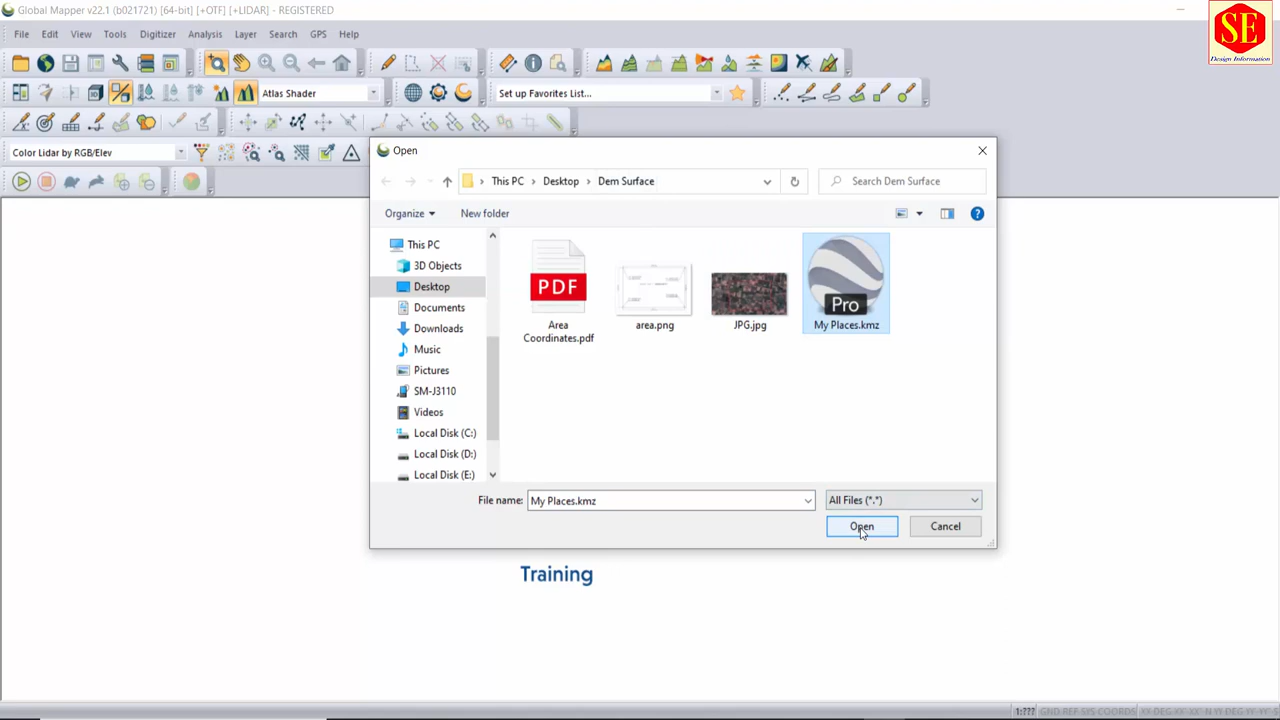 Global Mapper v22.1 (b021721) [64-bit] [+OTF] [+LIDAR] - REGISTERED
SE
Design Information
File Edit View Tools Digitizer Analysis Layer Search GPS Help
Atlas Shader
Set up Favorites List...
Color Lidar by RGB/Elev
Open
This PC
Desktop
Dem Surface
Search Dem Surface
Organize
New folder
This PC
3D Objects
Desktop
Documents
Downloads
Music
Pictures
SM-J3110
Videos
Local Disk (C:)
Local Disk (D:)
Local Disk (E:)
PDF
Area
Coordinates.pdf
area.png
JPG.jpg
Pro
My Places.kmz
File name:
My Places.kmz
All Files (*.*)
Open
Cancel
Training
1:???